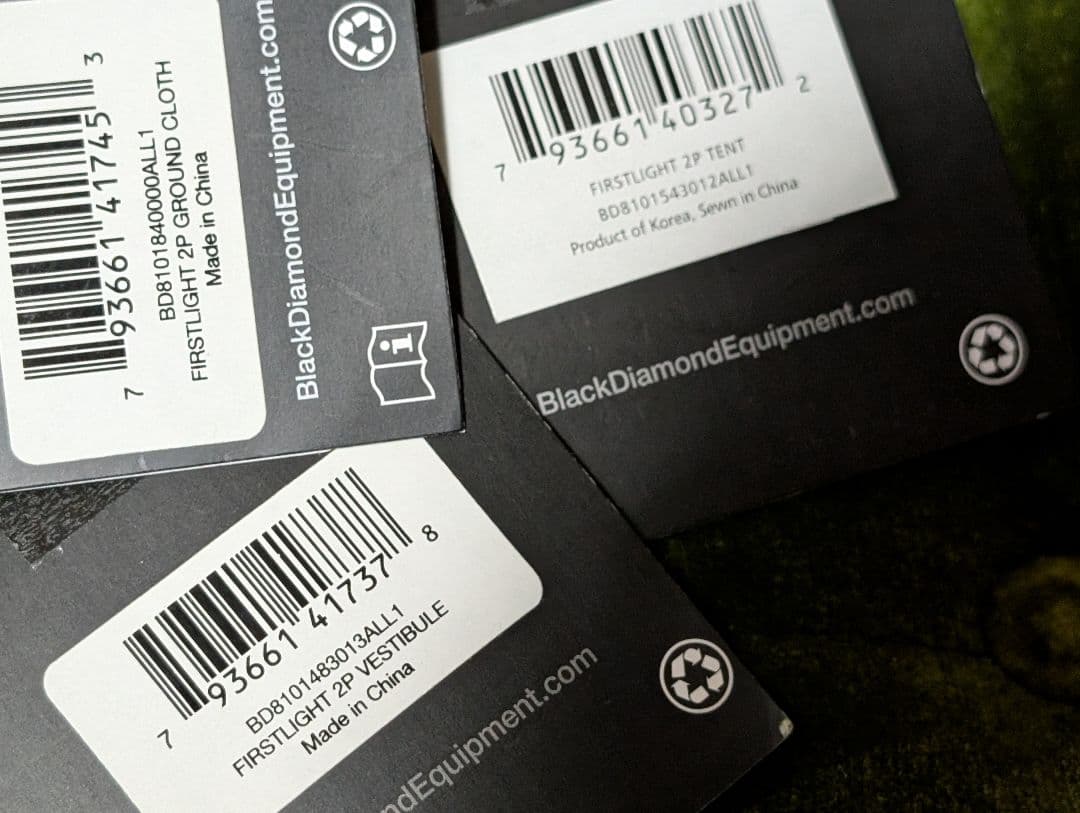 7 93661 41745 3
BD8101840000ALL1
FIRSTLIGHT 2P GROUND CLOTH
Made in China
BlackDiamondEquipment.com
i
7 93661 40327 2
FIRSTLIGHT 2P TENT
BD8101543012ALL1
Product of Korea, Sewn in China
BlackDiamondEquipment.com
7 93661 41737 8
BD8101483013ALL1
FIRSTLIGHT 2P VESTIBULE
Made in China
ndEquipment.com